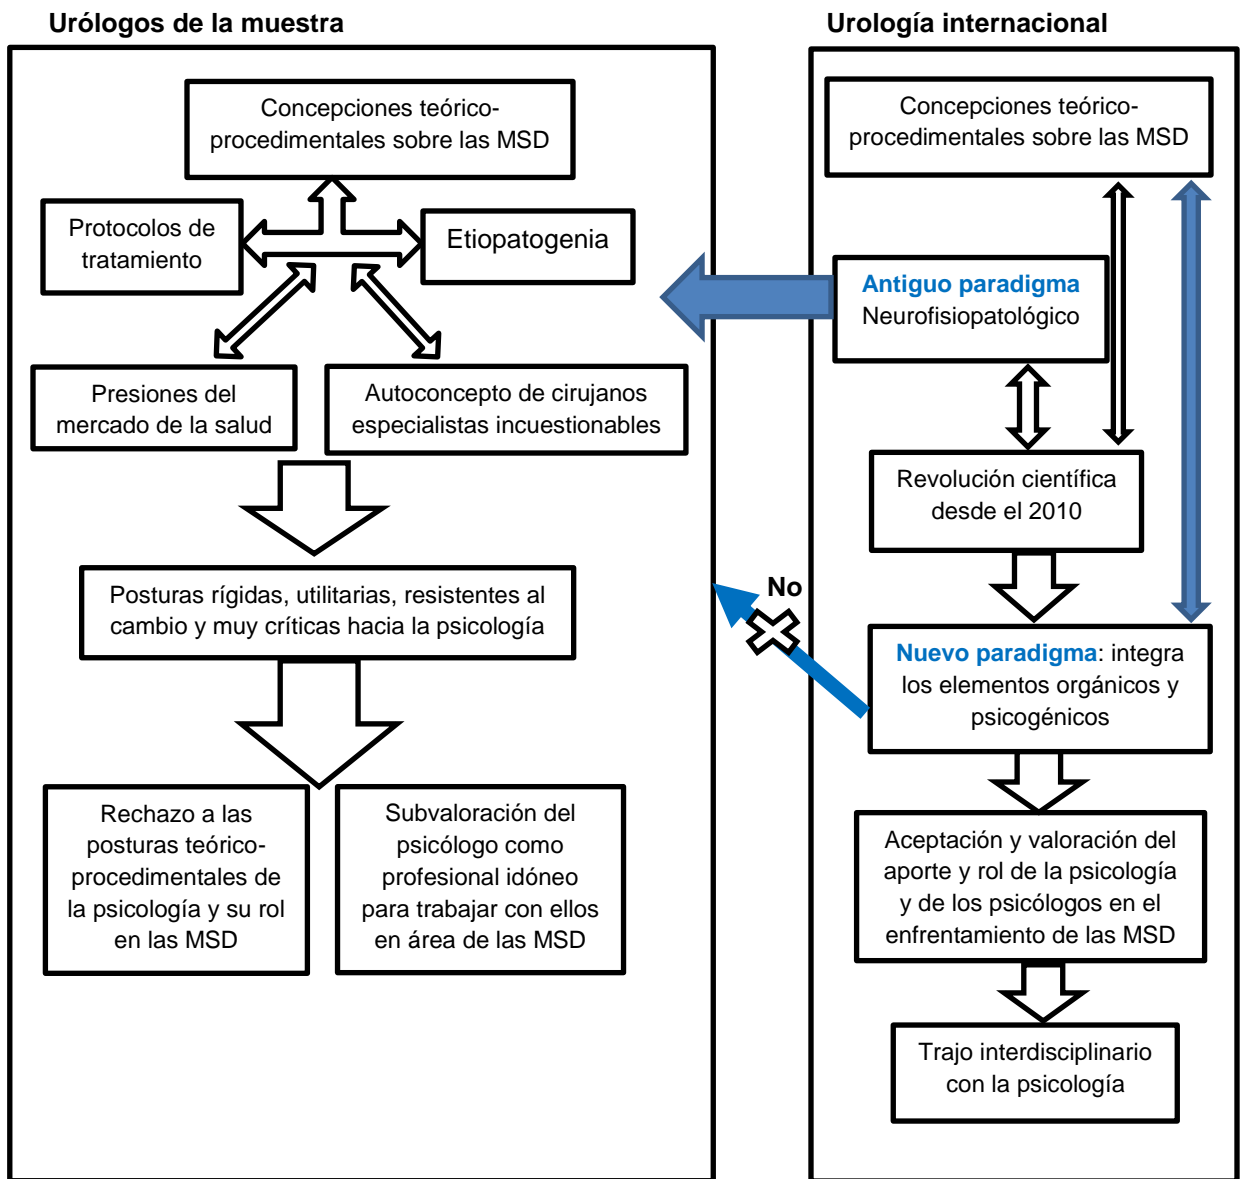 Urólogos de la muestra
Concepciones teórico-
procedimentales sobre las MSD
Protocolos de
tratamiento
Etiopatogenia
Presiones del
mercado de la salud
Autoconcepto de cirujanos
especialistas incuestionables
Posturas rígidas, utilitarias, resistentes al
cambio y muy críticas hacia la psicología
Rechazo a las
posturas teórico-
procedimentales de
la psicología y su rol
en las MSD
Subvaloración del
psicólogo como
profesional idóneo
para trabajar con ellos
en área de las MSD
No
Urología internacional
Concepciones teórico-
procedimentales sobre las MSD
Antiguo paradigma
Neurofisiopatológico
Revolución científica
desde el 2010
Nuevo paradigma: integra
los elementos orgánicos y
psicogénicos
Aceptación y valoración del
aporte y rol de la psicología
y de los psicólogos en el
enfrentamiento de las MSD
Trajo interdisciplinario
con la psicología